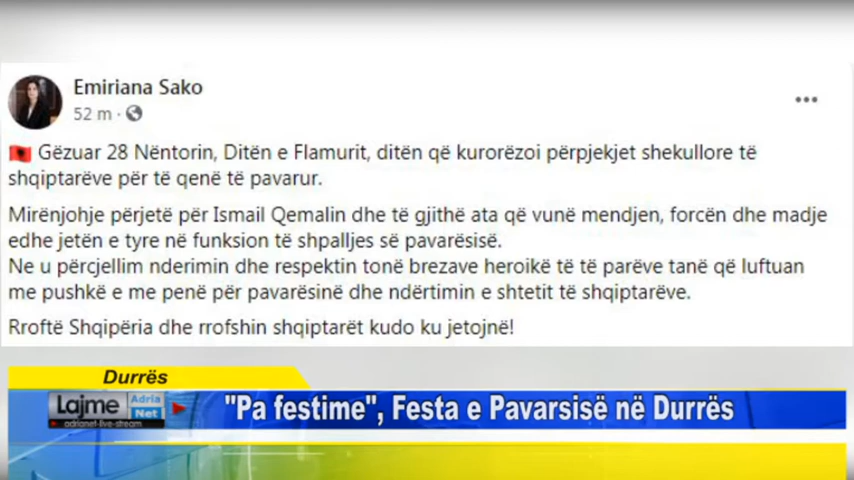 Emiriana Sako
52 m ·
Gëzuar 28 Nëntorin, Ditën e Flamurit, ditën që kurorëzoi përpjekjet shekullore të
shqiptarëve për të qenë të pavarur.
Mirënjohje përjetë për Ismail Qemalin dhe të gjithë ata që vunë mendjen, forcën dhe madje
edhe jetën e tyre në funksion të shpalljes së pavarësisë.
Ne u përcjellim nderimin dhe respektin tonë brezave heroikë të të parëve tanë që luftuan
me pushkë e me penë për pavarësinë dhe ndërtimin e shtetit të shqiptarëve.
Rroftë Shqipëria dhe rrofshin shqiptarët kudo ku jetojnë!
Durrës
Lajme Adria Net
adrianet-live-stream
"Pa festime", Festa e Pavarsisë në Durrës